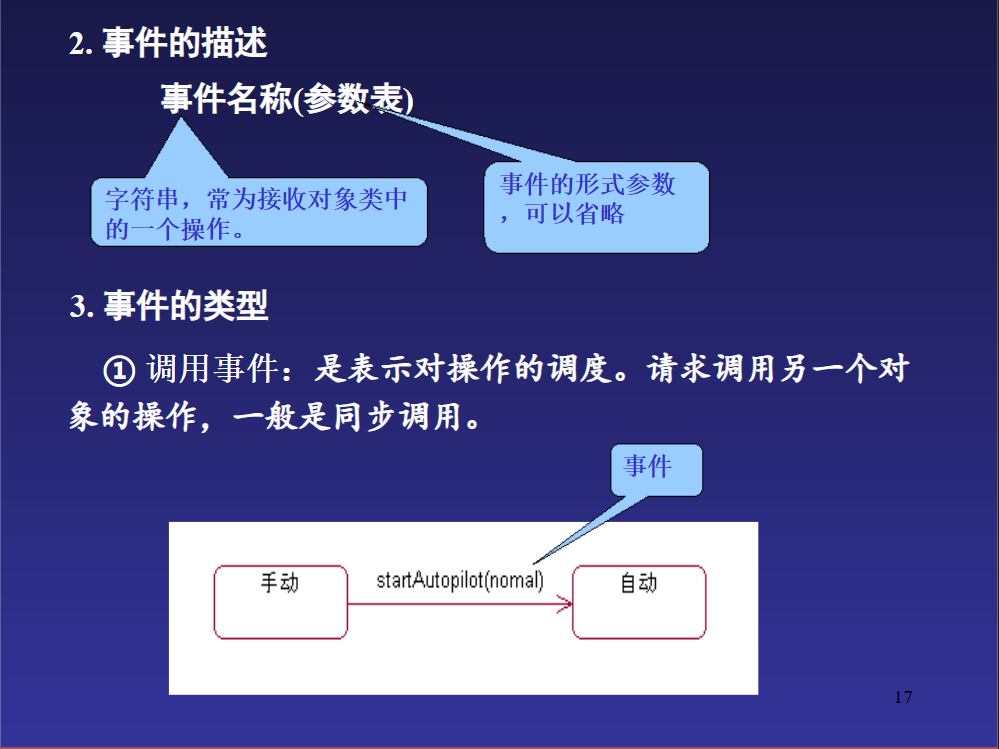 2. 事件的描述
事件名称(参数表)
字符串，常为接收对象类中
的一个操作。
事件的形式参数
，可以省略
3. 事件的类型
① 调用事件：是表示对操作的调度。请求调用另一个对
象的操作，一般是同步调用。
事件
手动
startAutopilot(nomal)
自动
17